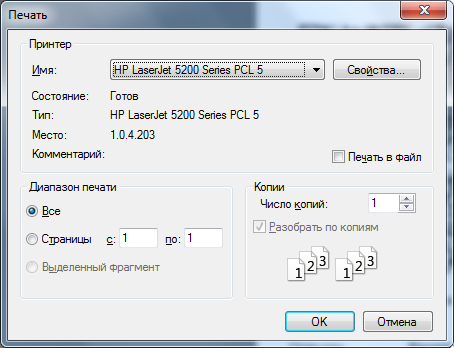 Печать
Принтер
Имя: HP LaserJet 5200 Series PCL 5 Свойства...
Состояние: Готов
Тип: HP LaserJet 5200 Series PCL 5
Место: 1.0.4.203
Комментарий: Печать в файл
Диапазон печати
Все
Страницы с: 1 по: 1
Выделенный фрагмент
Копии
Число копий: 1
Разобрать по копиям
1 2 3 1 2 3
OK Отмена